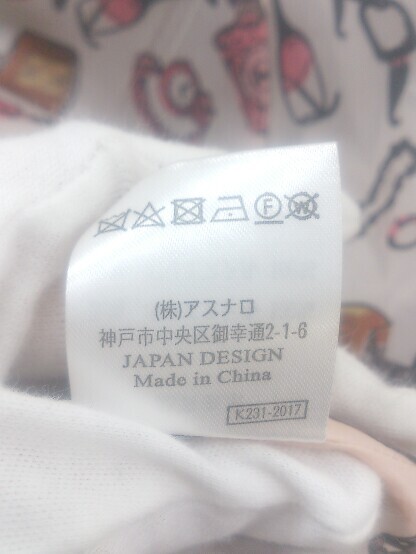 F W
(株)アスナロ
神戸市中央区御幸通2-1-6
JAPAN DESIGN
Made in China
K231-2017